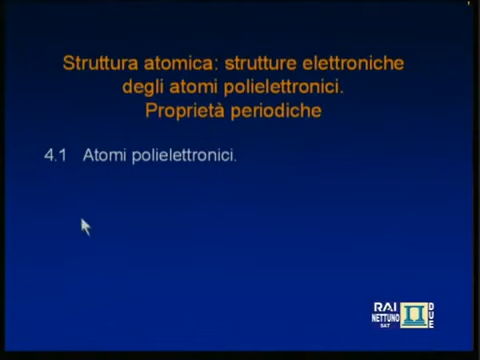 Struttura atomica: strutture elettroniche
degli atomi polielettronici.
Proprietà periodiche
4.1 Atomi polielettronici.
RAI
NETTUNO
SAT
DUE